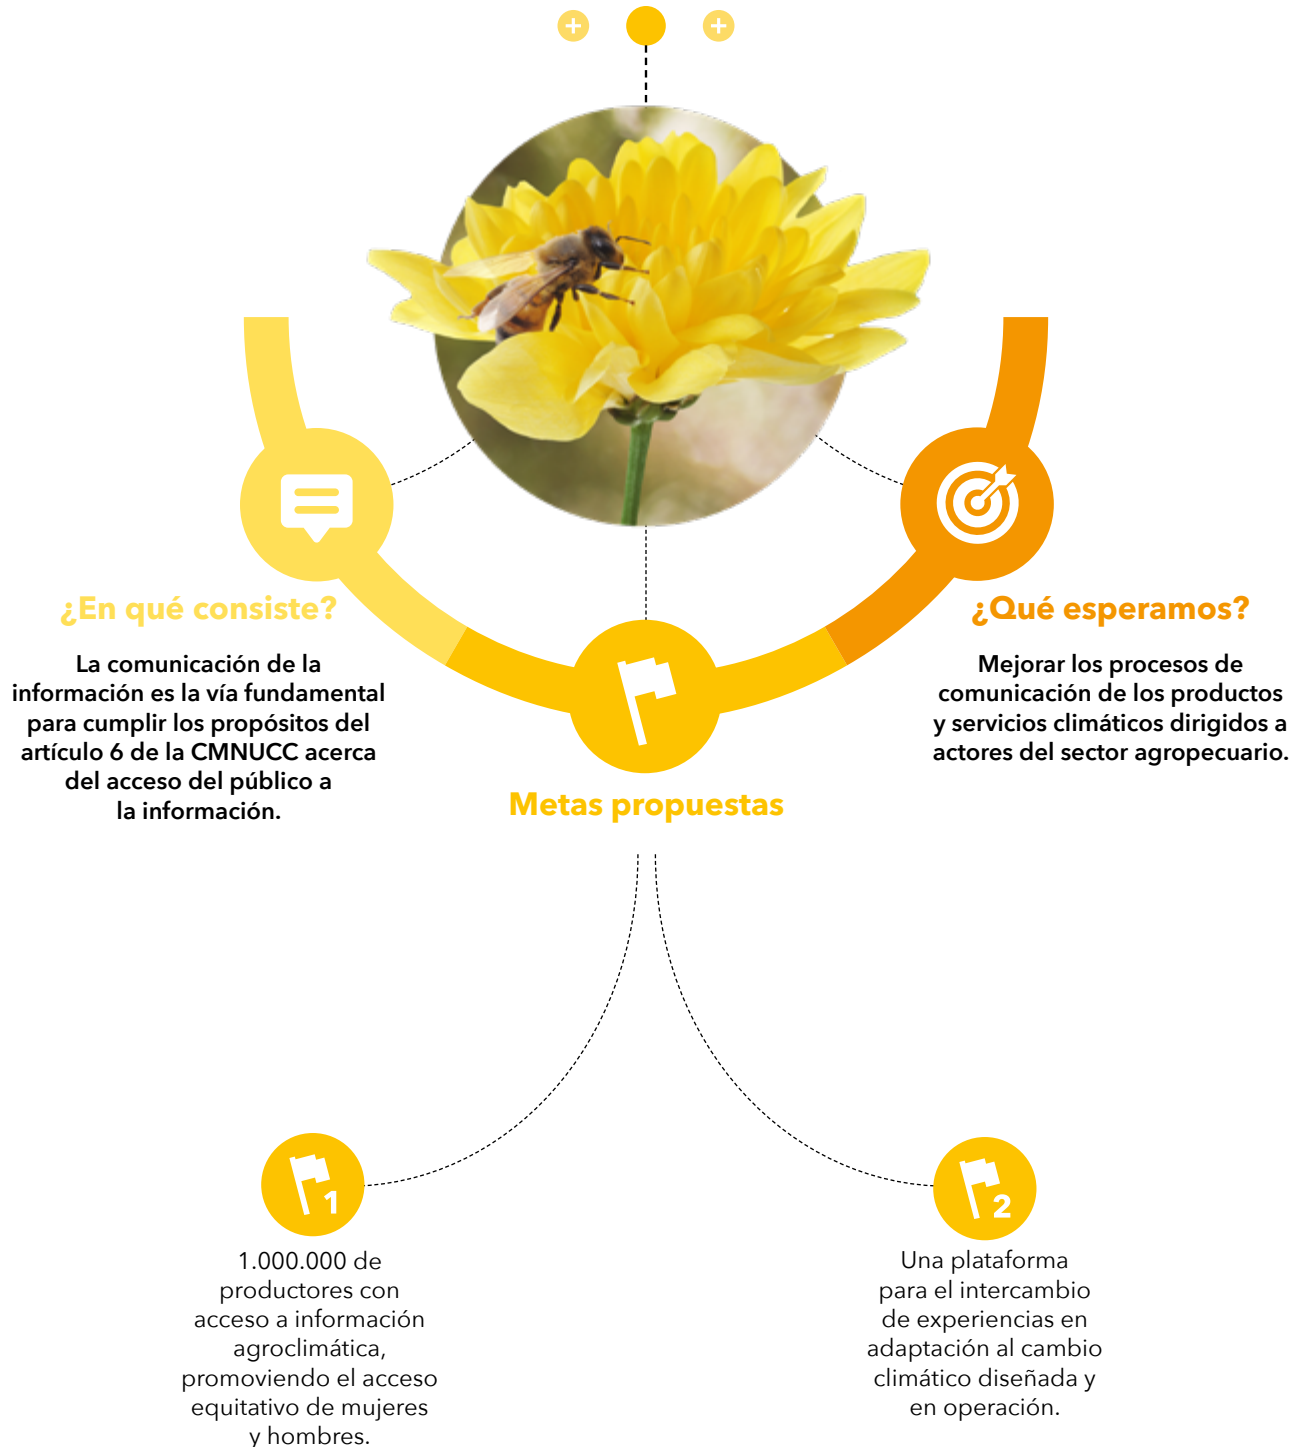 ¿En qué consiste?
La comunicación de la
información es la vía fundamental
para cumplir los propósitos del
artículo 6 de la CMNUCC acerca
del acceso del público a
la información.
Metas propuestas
¿Qué esperamos?
Mejorar los procesos de
comunicación de los productos
y servicios climáticos dirigidos a
actores del sector agropecuario.
1
1.000.000 de
productores con
acceso a información
agroclimática,
promoviendo el acceso
equitativo de mujeres
y hombres.
2
Una plataforma
para el intercambio
de experiencias en
adaptación al cambio
climático diseñada y
en operación.